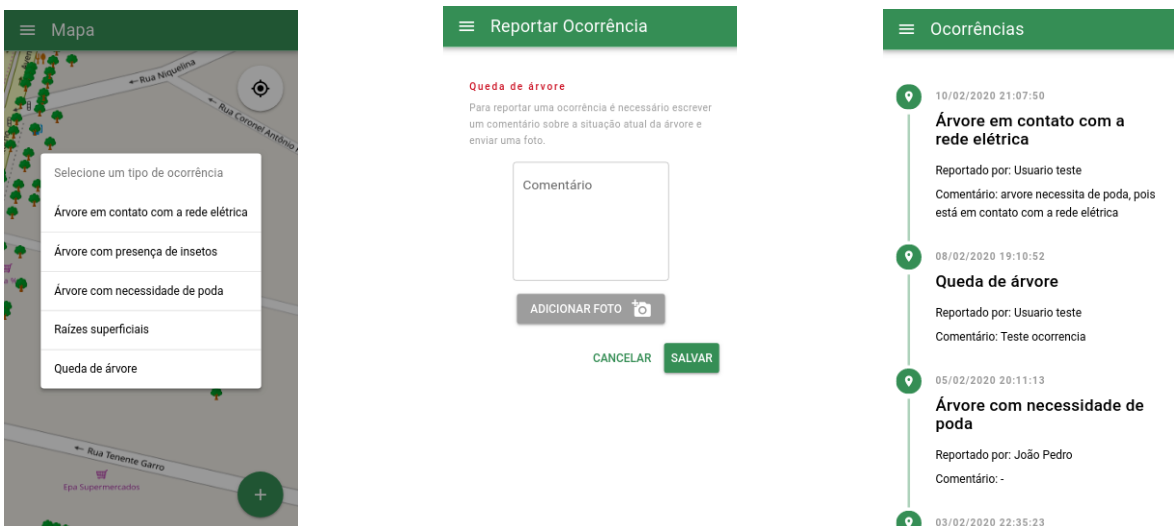 Mapa
Rua Niquelina
Rua Coronel Antônio
Selecione um tipo de ocorrência
Árvore em contato com a rede elétrica
Árvore com presença de insetos
Árvore com necessidade de poda
Raízes superficiais
Queda de árvore
Rua Tenente Garro
Epa Supermercados
Reportar Ocorrência
Queda de árvore
Para reportar uma ocorrência é necessário escrever
um comentário sobre a situação atual da árvore e
enviar uma foto.
Comentário
ADICIONAR FOTO
CANCELAR SALVAR
Ocorrências
10/02/2020 21:07:50
Árvore em contato com a
rede elétrica
Reportado por: Usuario teste
Comentário: arvore necessita de poda, pois
está em contato com a rede elétrica
08/02/2020 19:10:52
Queda de árvore
Reportado por: Usuario teste
Comentário: Teste ocorrencia
05/02/2020 20:11:13
Árvore com necessidade de
poda
Reportado por: João Pedro
Comentário: -
03/02/2020 22:35:23